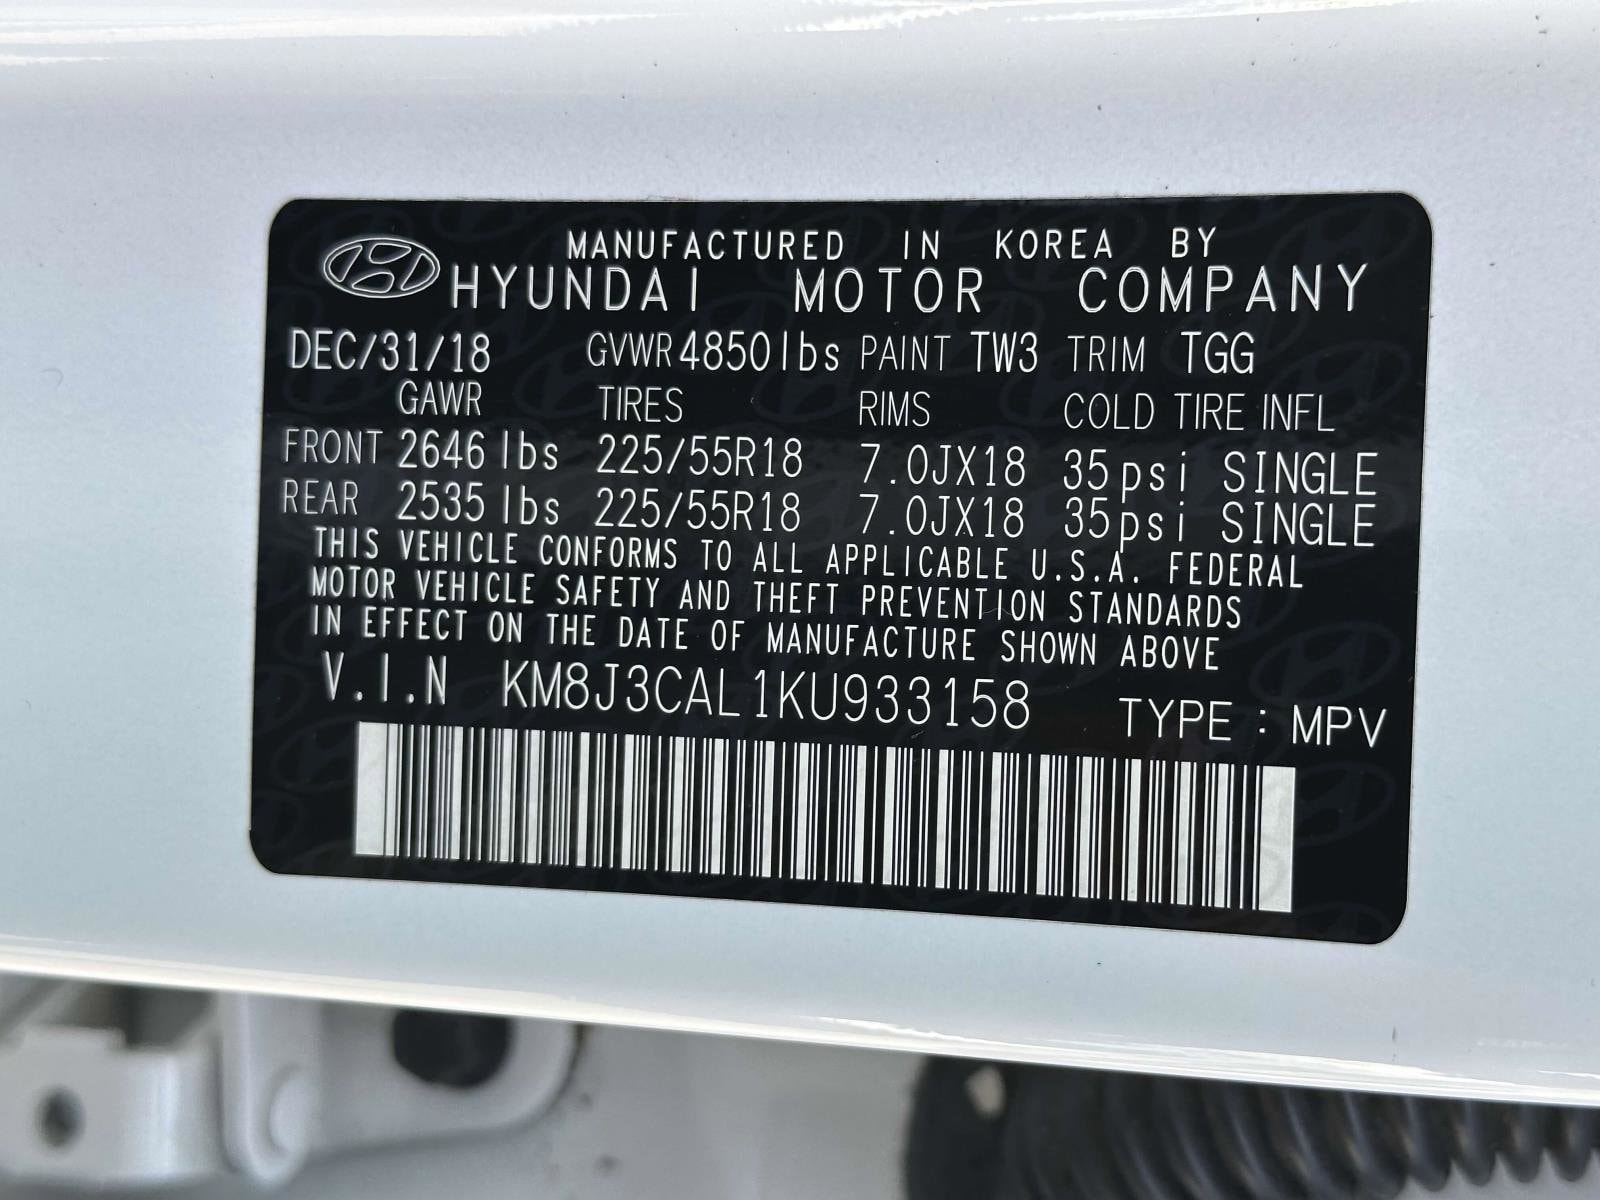 MANUFACTURED IN KOREA BY
HYUNDAI MOTOR COMPANY
DEC/31/18 GVWR 4850lbs PAINT TW3 TRIM TGG
GAWR TIRES RIMS COLD TIRE INFL
FRONT 2646lbs 225/55R18 7.0JX18 35psi SINGLE
REAR 2535lbs 225/55R18 7.0JX18 35psi SINGLE
THIS VEHICLE CONFORMS TO ALL APPLICABLE U.S.A. FEDERAL
MOTOR VEHICLE SAFETY AND THEFT PREVENTION STANDARDS
IN EFFECT ON THE DATE OF MANUFACTURE SHOWN ABOVE
V.I.N KM8J3CAL1KU933158 TYPE : MPV